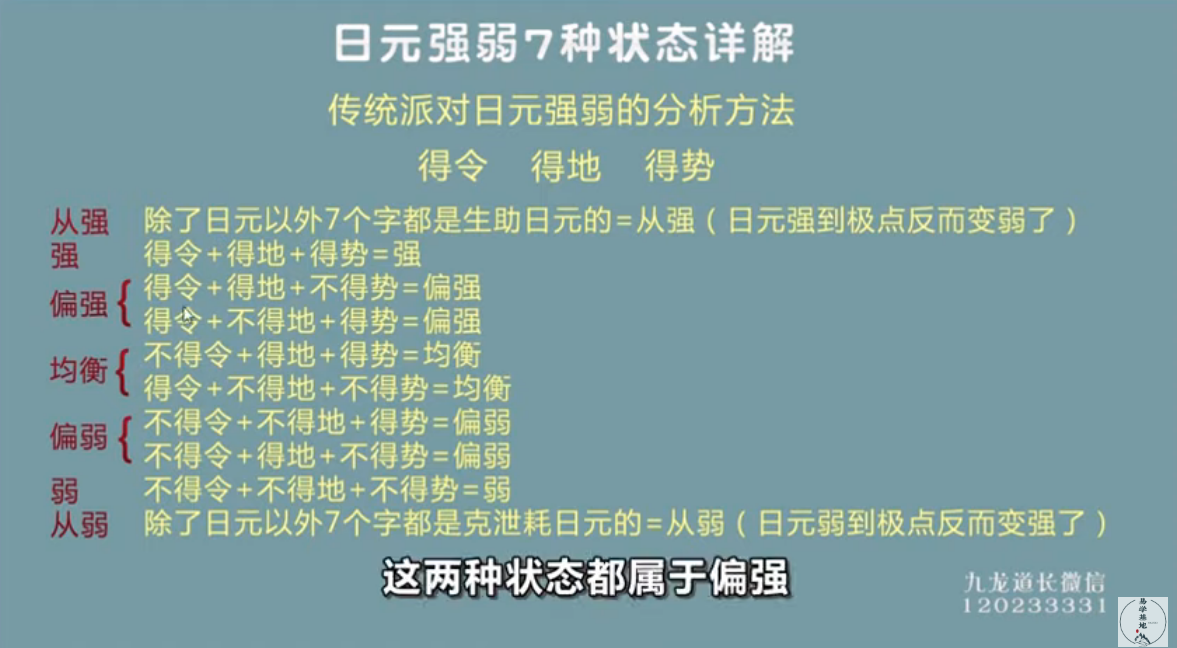 日元强弱7种状态详解
传统派对日元强弱的分析方法
得令 得地 得势
从强 除了日元以外7个字都是生助日元的=从强（日元强到极点反而变弱了）
强 得令+得地+得势=强
偏强 { 得令+得地+不得势=偏强
得令+不得地+得势=偏强
均衡 { 不得令+得地+得势=均衡
得令+不得地+不得势=均衡
偏弱 { 不得令+不得地+得势=偏弱
不得令+得地+不得势=偏弱
弱 不得令+不得地+不得势=弱
从弱 除了日元以外7个字都是克泄耗日元的=从弱（日元弱到极点反而变强了）
这两种状态都属于偏强
九龙道长微信
120233331
易学基地